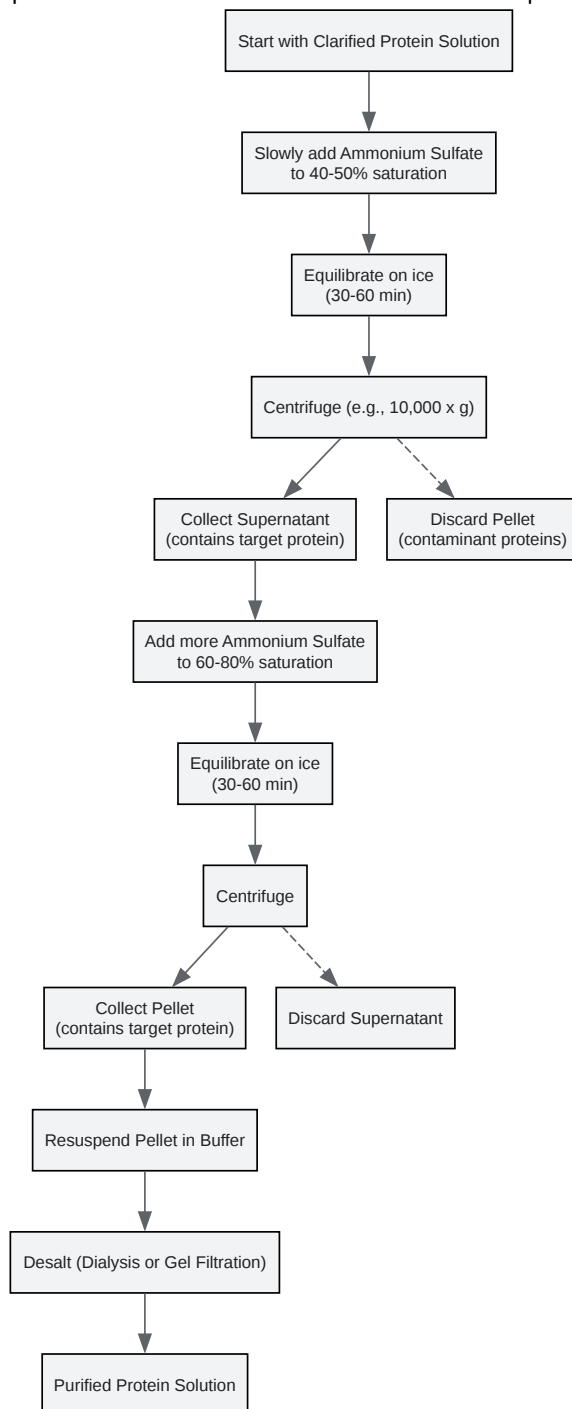 Start with Clarified Protein Solution
Slowly add Ammonium Sulfate
to 40-50% saturation
Equilibrate on ice
(30-60 min)
Centrifuge (e.g., 10,000 x g)
Collect Supernatant
(contains target protein)
Discard Pellet
(contaminant proteins)
Add more Ammonium Sulfate
to 60-80% saturation
Equilibrate on ice
(30-60 min)
Centrifuge
Collect Pellet
(contains target protein)
Discard Supernatant
Resuspend Pellet in Buffer
Desalt (Dialysis or Gel Filtration)
Purified Protein Solution